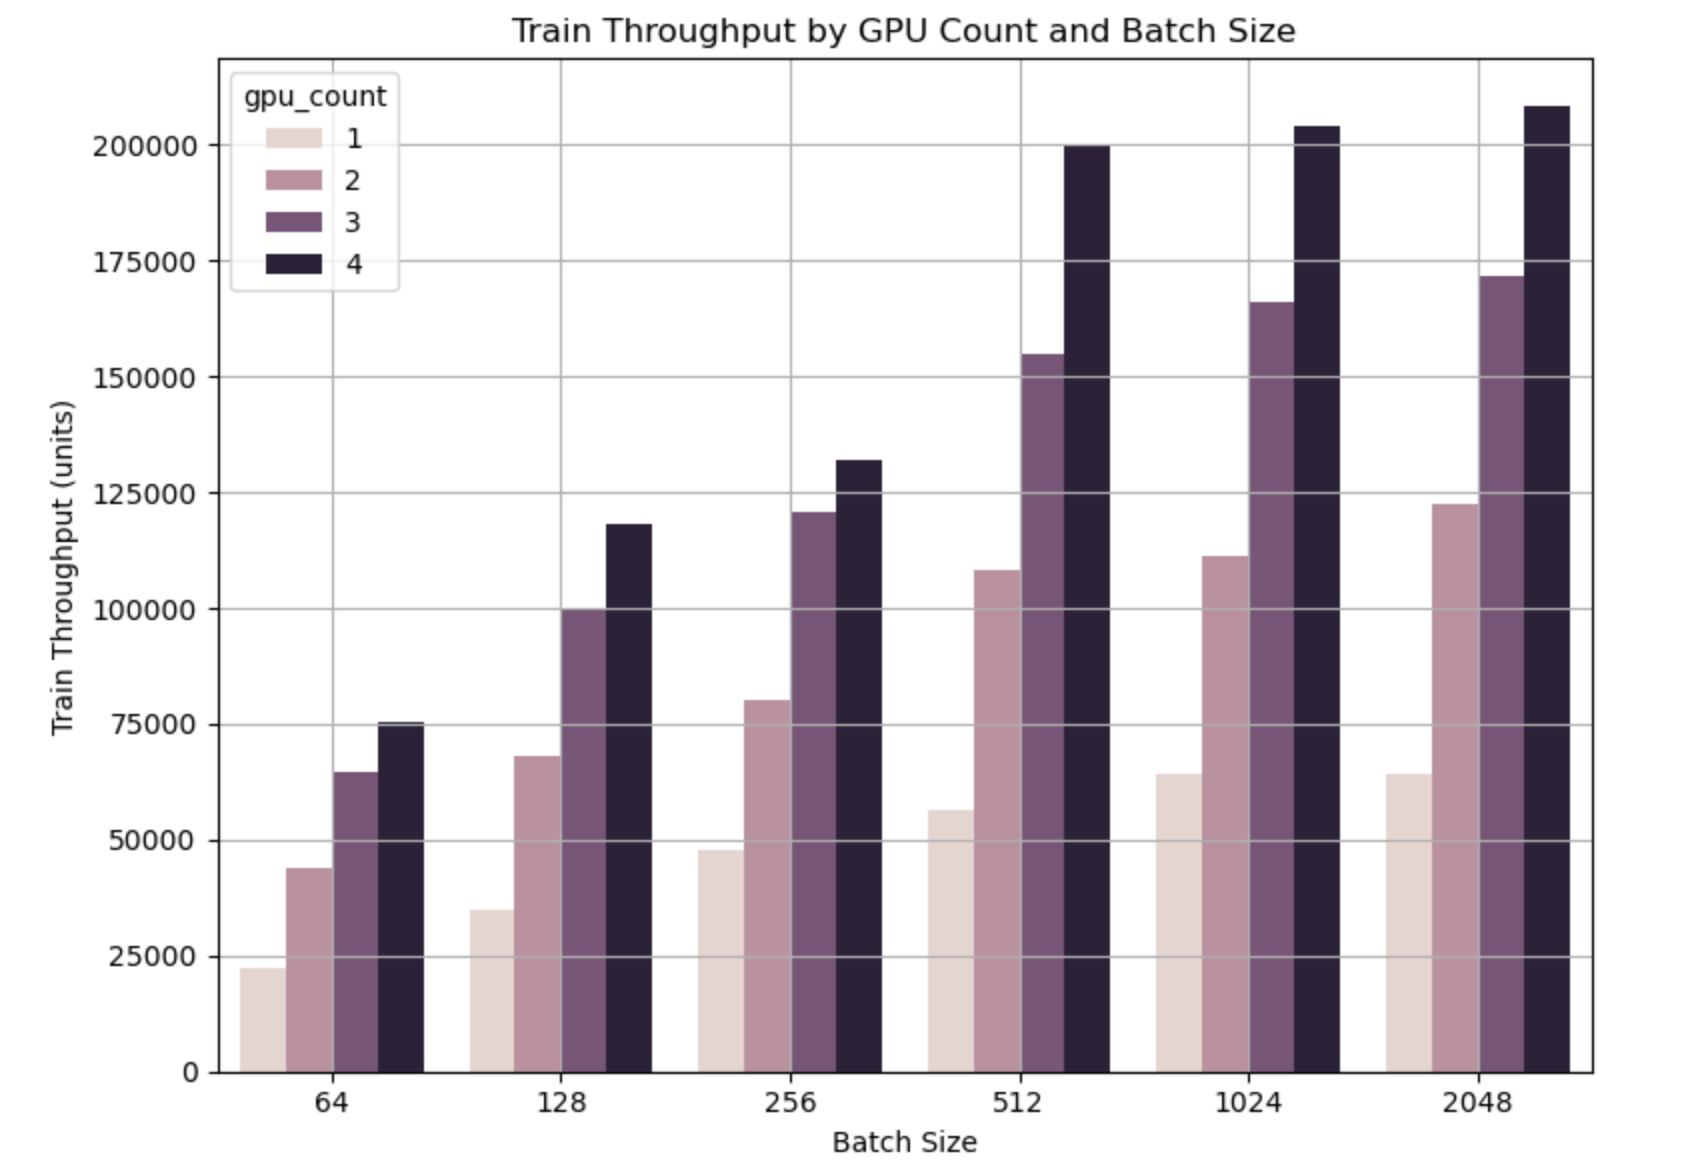 Train Throughput by GPU Count and Batch Size
gpu_count
1
2
3
4
200000
175000
150000
125000
100000
75000
50000
25000
0
Train Throughput (units)
64 128 256 512 1024 2048
Batch Size